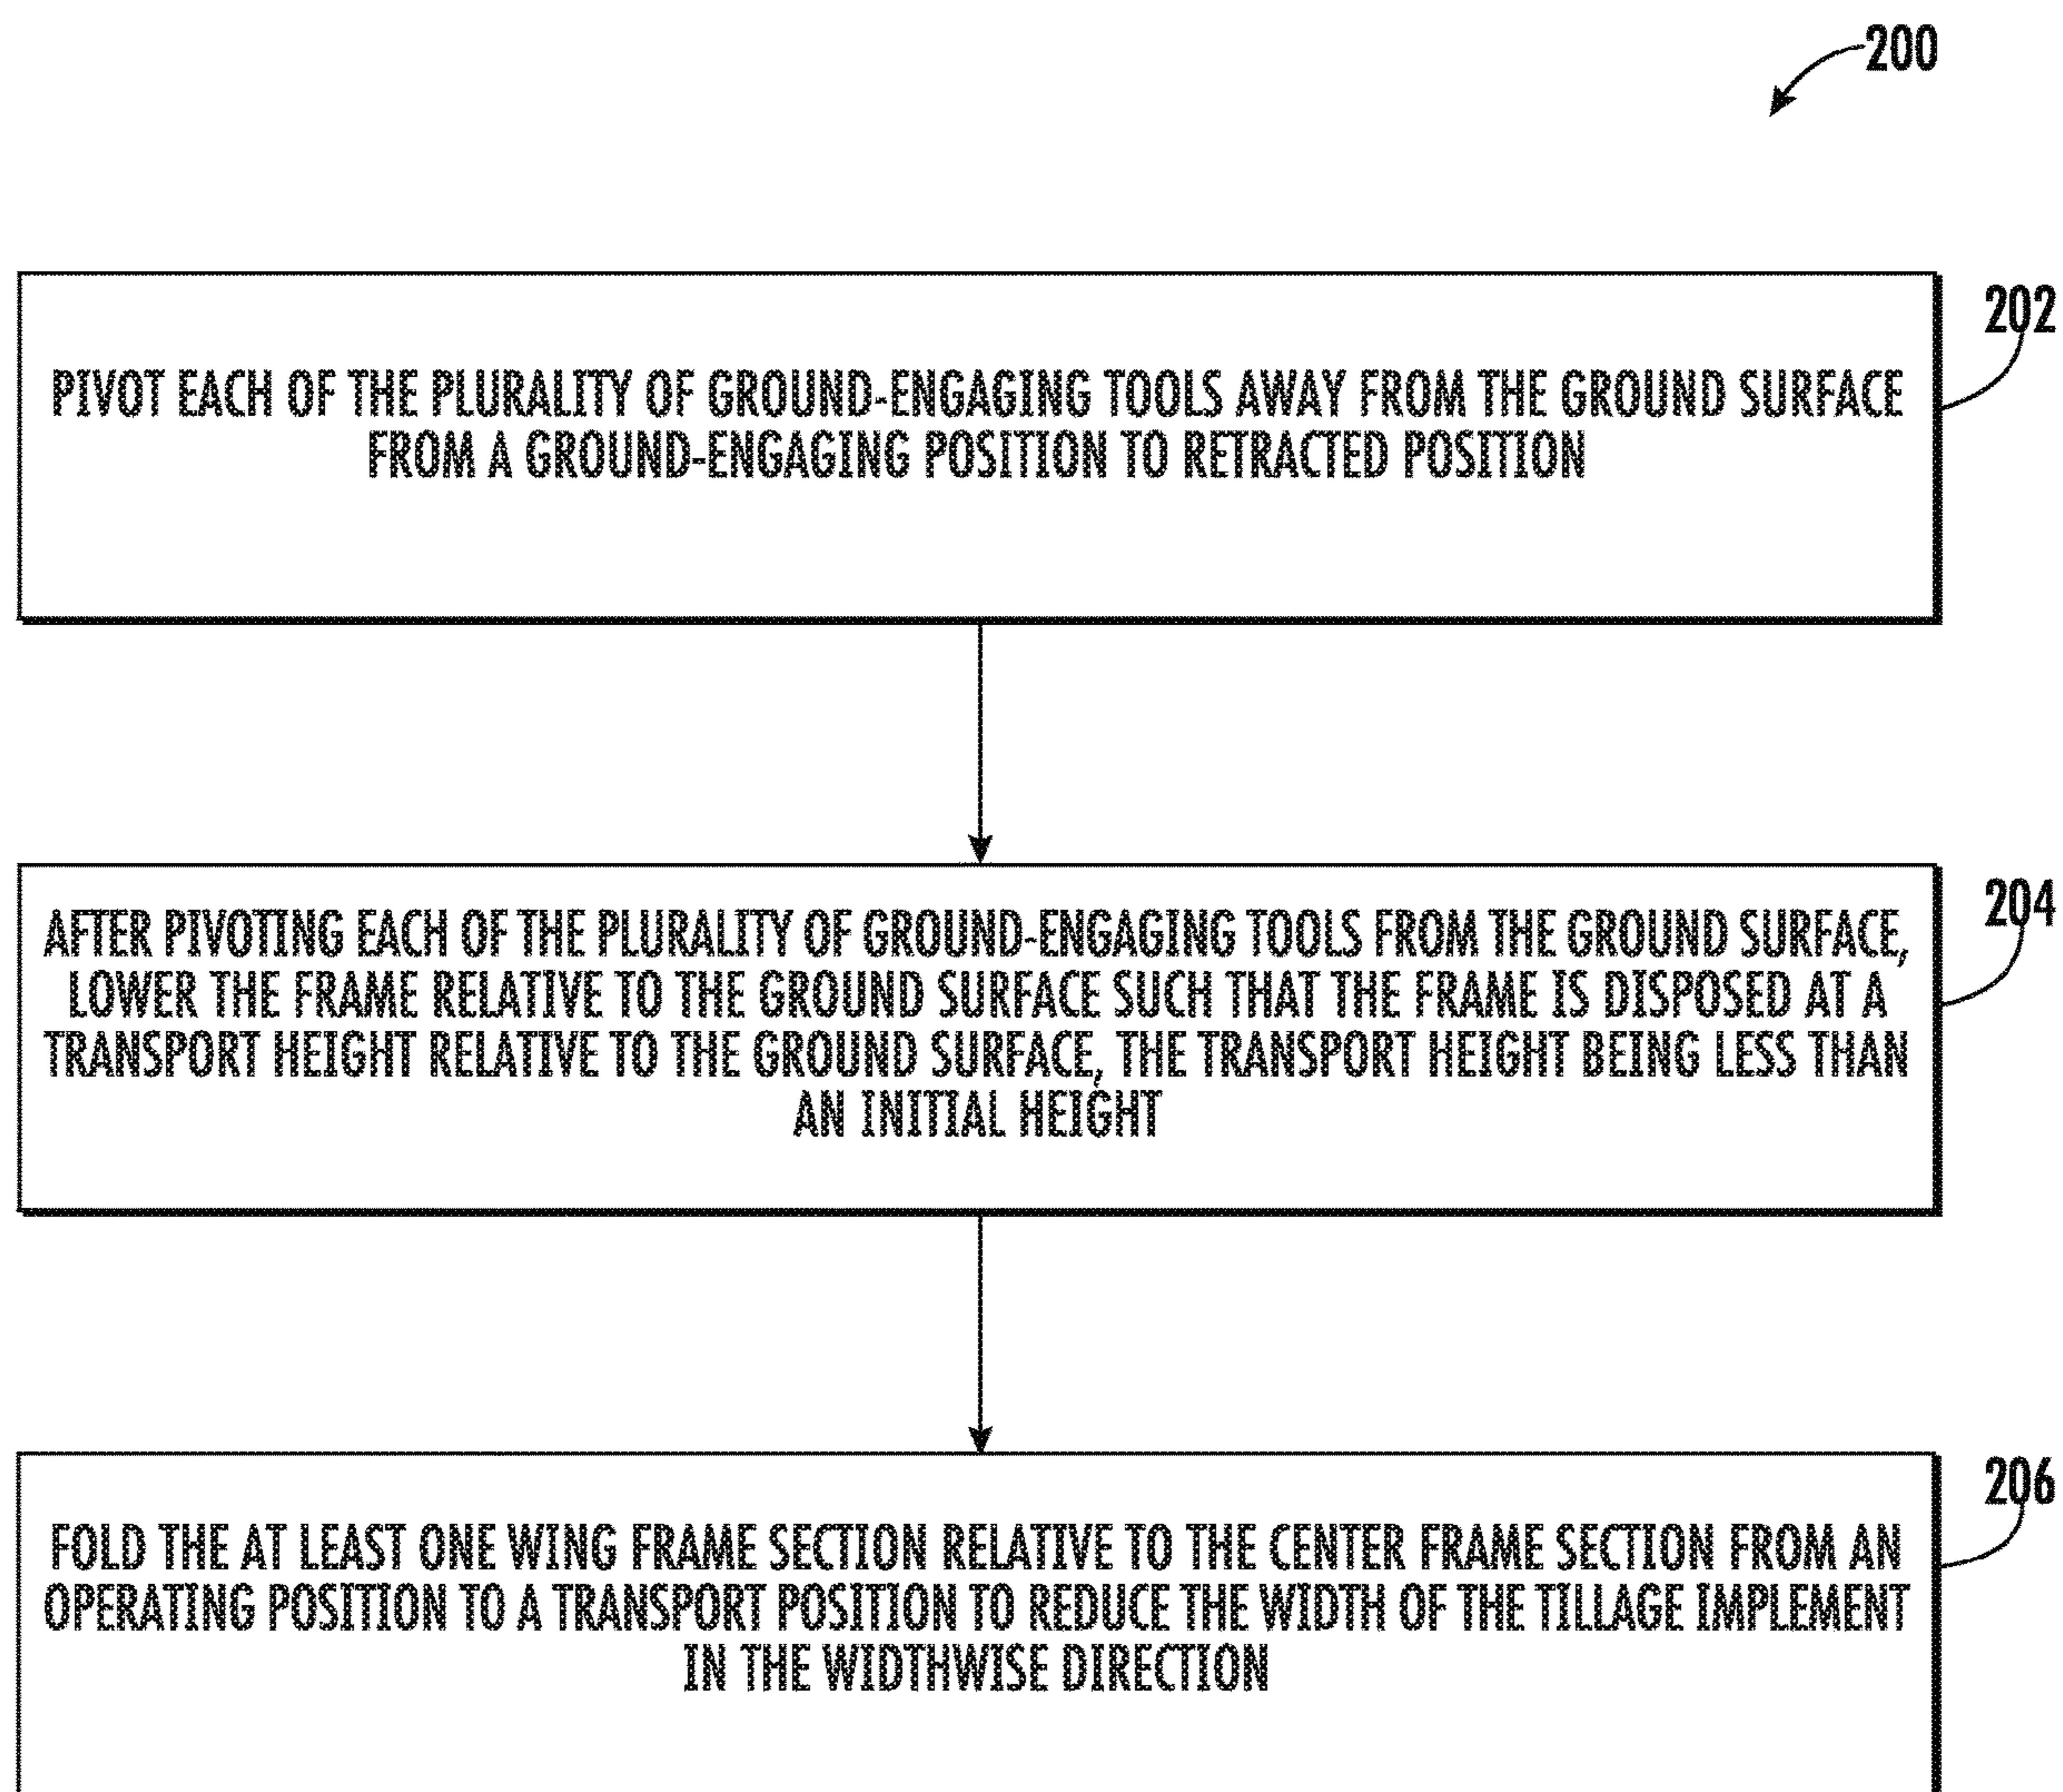 200
202
PIVOT EACH OF THE PLURALITY OF GROUND-ENGAGING TOOLS AWAY FROM THE GROUND SURFACE
FROM A GROUND-ENGAGING POSITION TO RETRACTED POSITION
204
AFTER PIVOTING EACH OF THE PLURALITY OF GROUND-ENGAGING TOOLS FROM THE GROUND SURFACE,
LOWER THE FRAME RELATIVE TO THE GROUND SURFACE SUCH THAT THE FRAME IS DISPOSED AT A
TRANSPORT HEIGHT RELATIVE TO THE GROUND SURFACE, THE TRANSPORT HEIGHT BEING LESS THAN
AN INITIAL HEIGHT
206
FOLD THE AT LEAST ONE WING FRAME SECTION RELATIVE TO THE CENTER FRAME SECTION FROM AN
OPERATING POSITION TO A TRANSPORT POSITION TO REDUCE THE WIDTH OF THE TILLAGE IMPLEMENT
IN THE WIDTHWISE DIRECTION